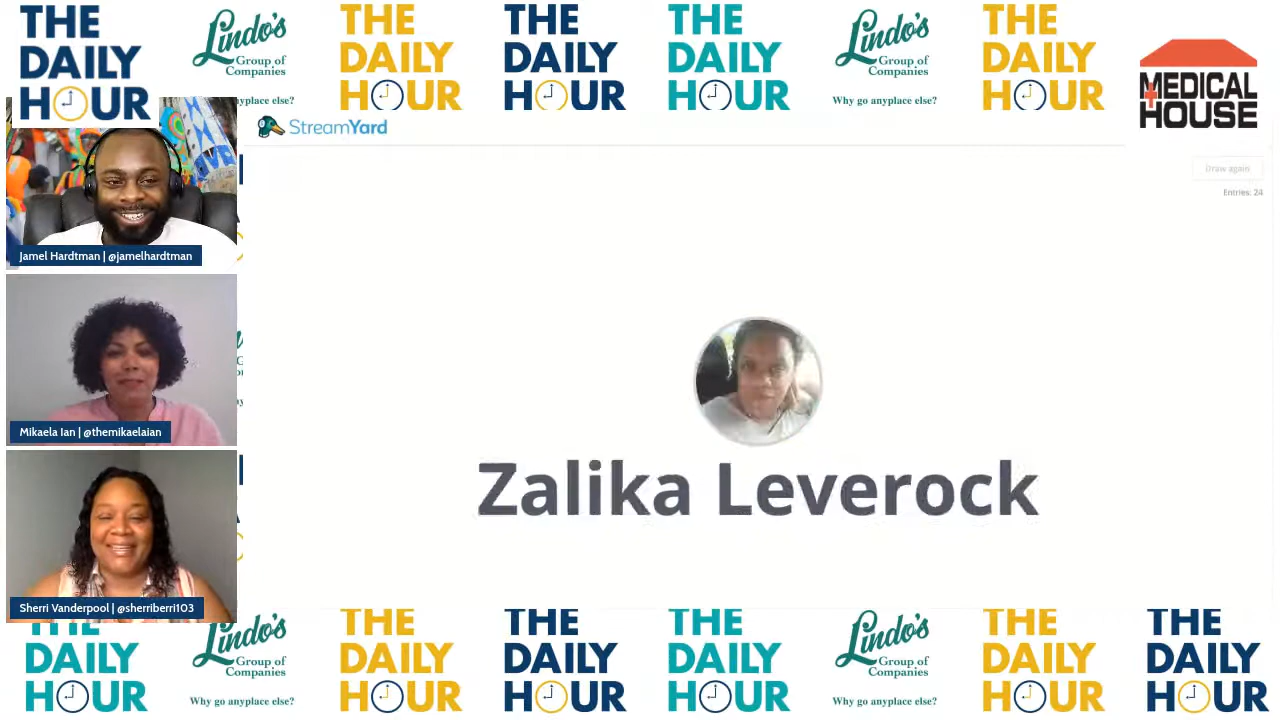 THE
DAILY
HOUR
Lindo's
Group of
Companies
anyplace else?
THE
DAILY
HOUR
THE
DAILY
HOUR
THE
DAILY
HOUR
Lindo's
Group of
Companies
Why go anyplace else?
THE
DAILY
HOUR
MEDICAL
HOUSE
StreamYard
Draw again
Entries: 24
Jamel Hardtman | @jamelhardtman
Mikaela Ian | @themikaelaian
Zalika Leverock
Sherri Vanderpool | @sherriberri103
THE
DAILY
HOUR
Lindo's
Group of
Companies
Why go anyplace else?
THE
DAILY
HOUR
THE
DAILY
HOUR
THE
DAILY
HOUR
Lindo's
Group of
Companies
Why go anyplace else?
THE
DAILY
HOUR
THE
DAILY
HOUR